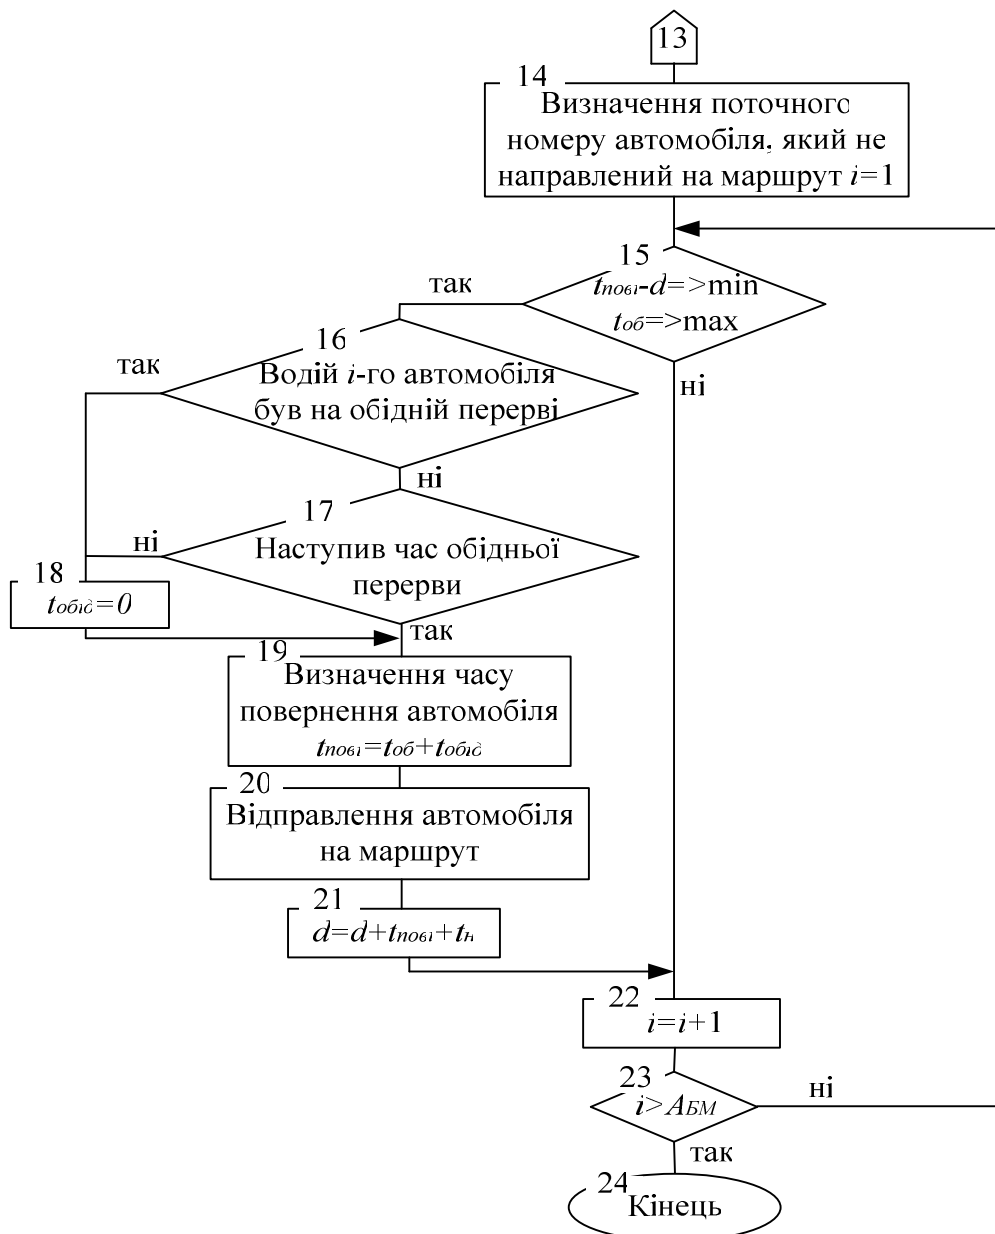 13
14
Визначення поточного
номеру автомобіля, який не
направлений на маршрут i=1
15
tповi-d=>min
tоб=>max
так
ні
16
Водій i-го автомобіля
був на обідній перерві
так
ні
17
Наступив час обідньої
перерви
ні
так
18
tобід=0
19
Визначення часу
повернення автомобіля
tповi=tоб+tобід
20
Відправлення автомобіля
на маршрут
21
d=d+tповi+tн
22
i=i+1
23
i>AБМ
ні
так
24
Кінець